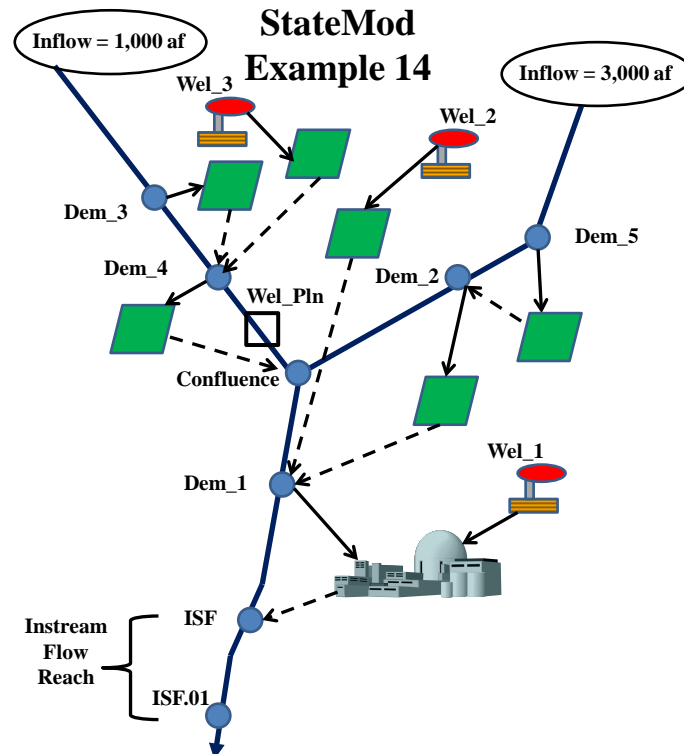 StateMod
Example 14
Inflow = 1,000 af
Inflow = 3,000 af
Wel_3
Wel_2
Dem_3
Dem_5
Dem_4
Dem_2
Wel_Pln
Confluence
Wel_1
Dem_1
ISF
Instream
Flow
Reach
ISF.01